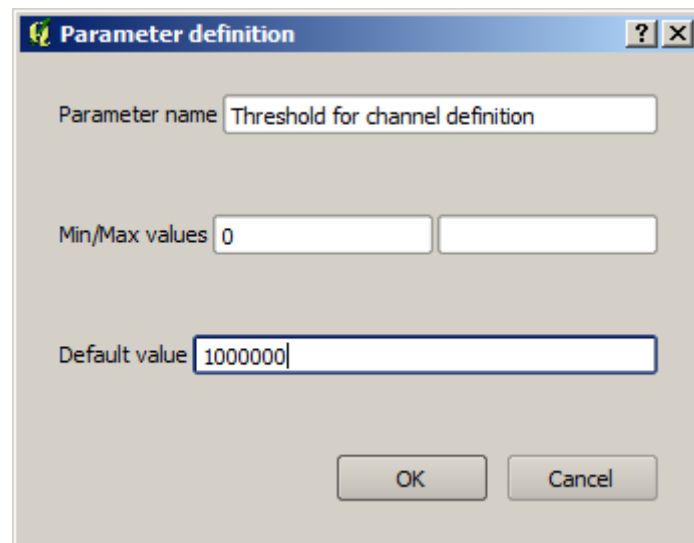 Parameter definition
Parameter name Threshold for channel definition
Min/Max values 0
Default value 1000000
OK Cancel